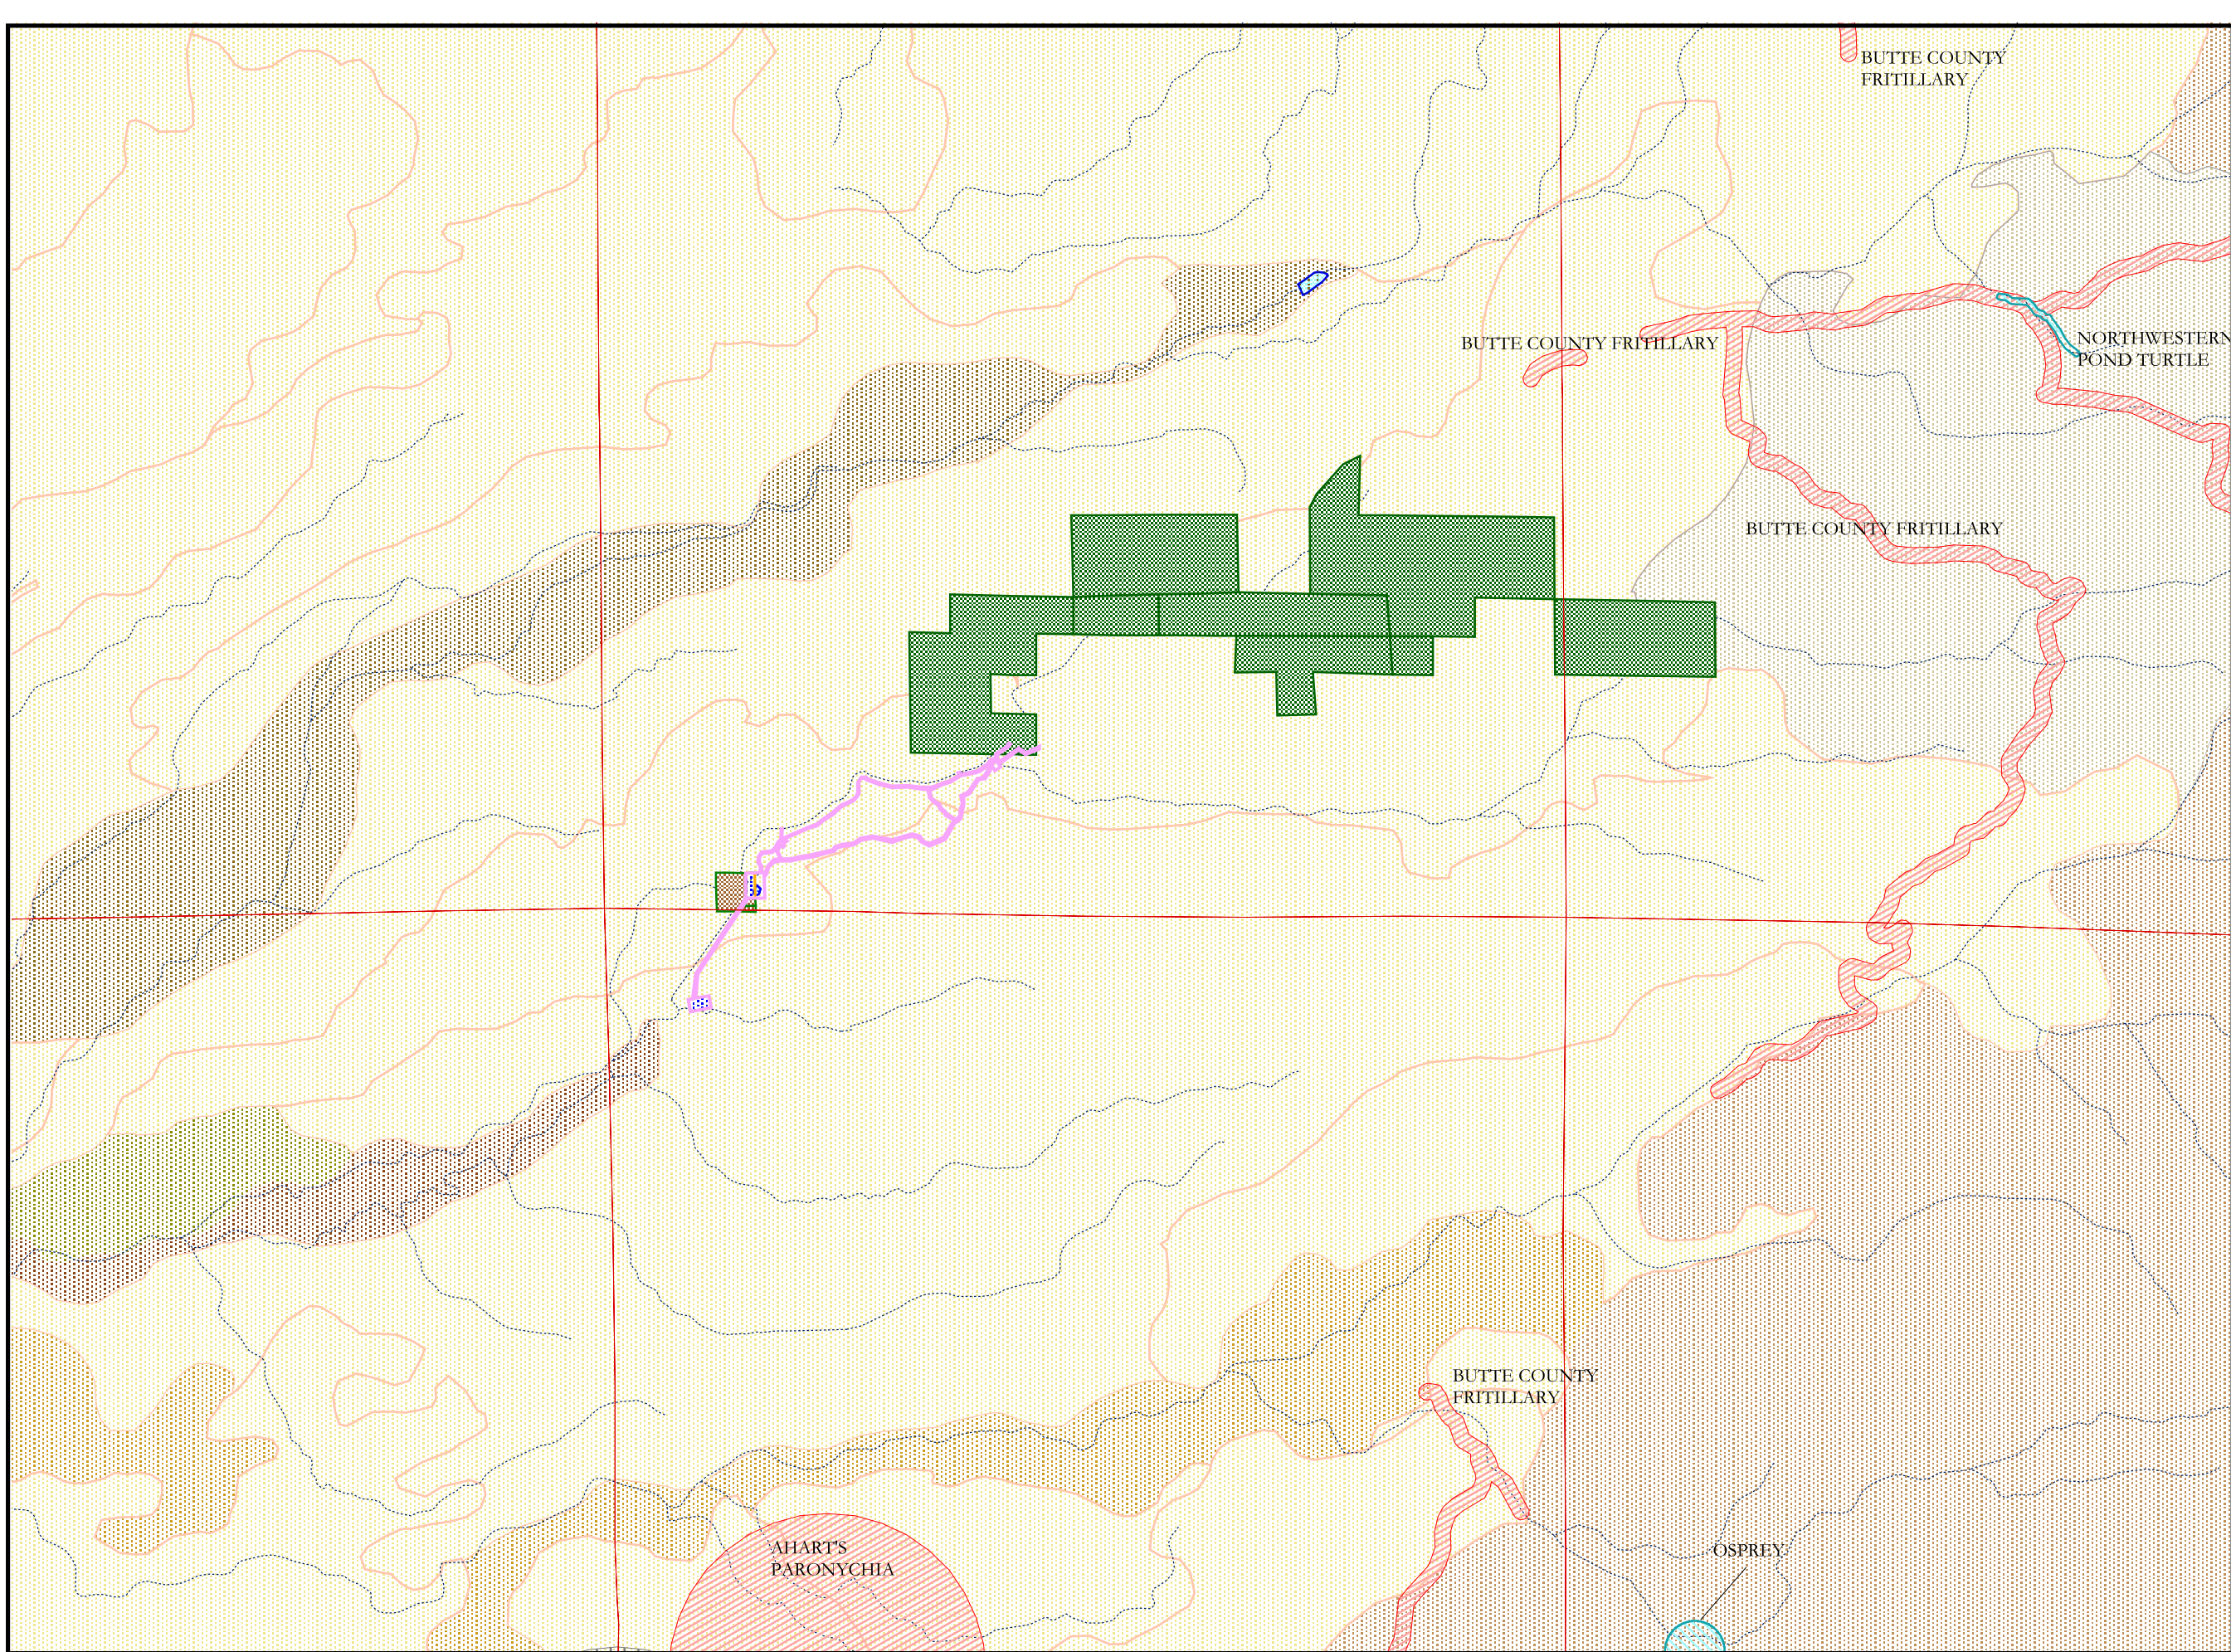 BUTTE COUNTY
FRITILLARY
NORTHWESTERN
POND TURTLE
BUTTE COUNTY FRITILLARY
BUTTE COUNTY FRITILLARY
BUTTE COUNTY
FRITILLARY
AHART'S
PARONYCHIA
OSPREY